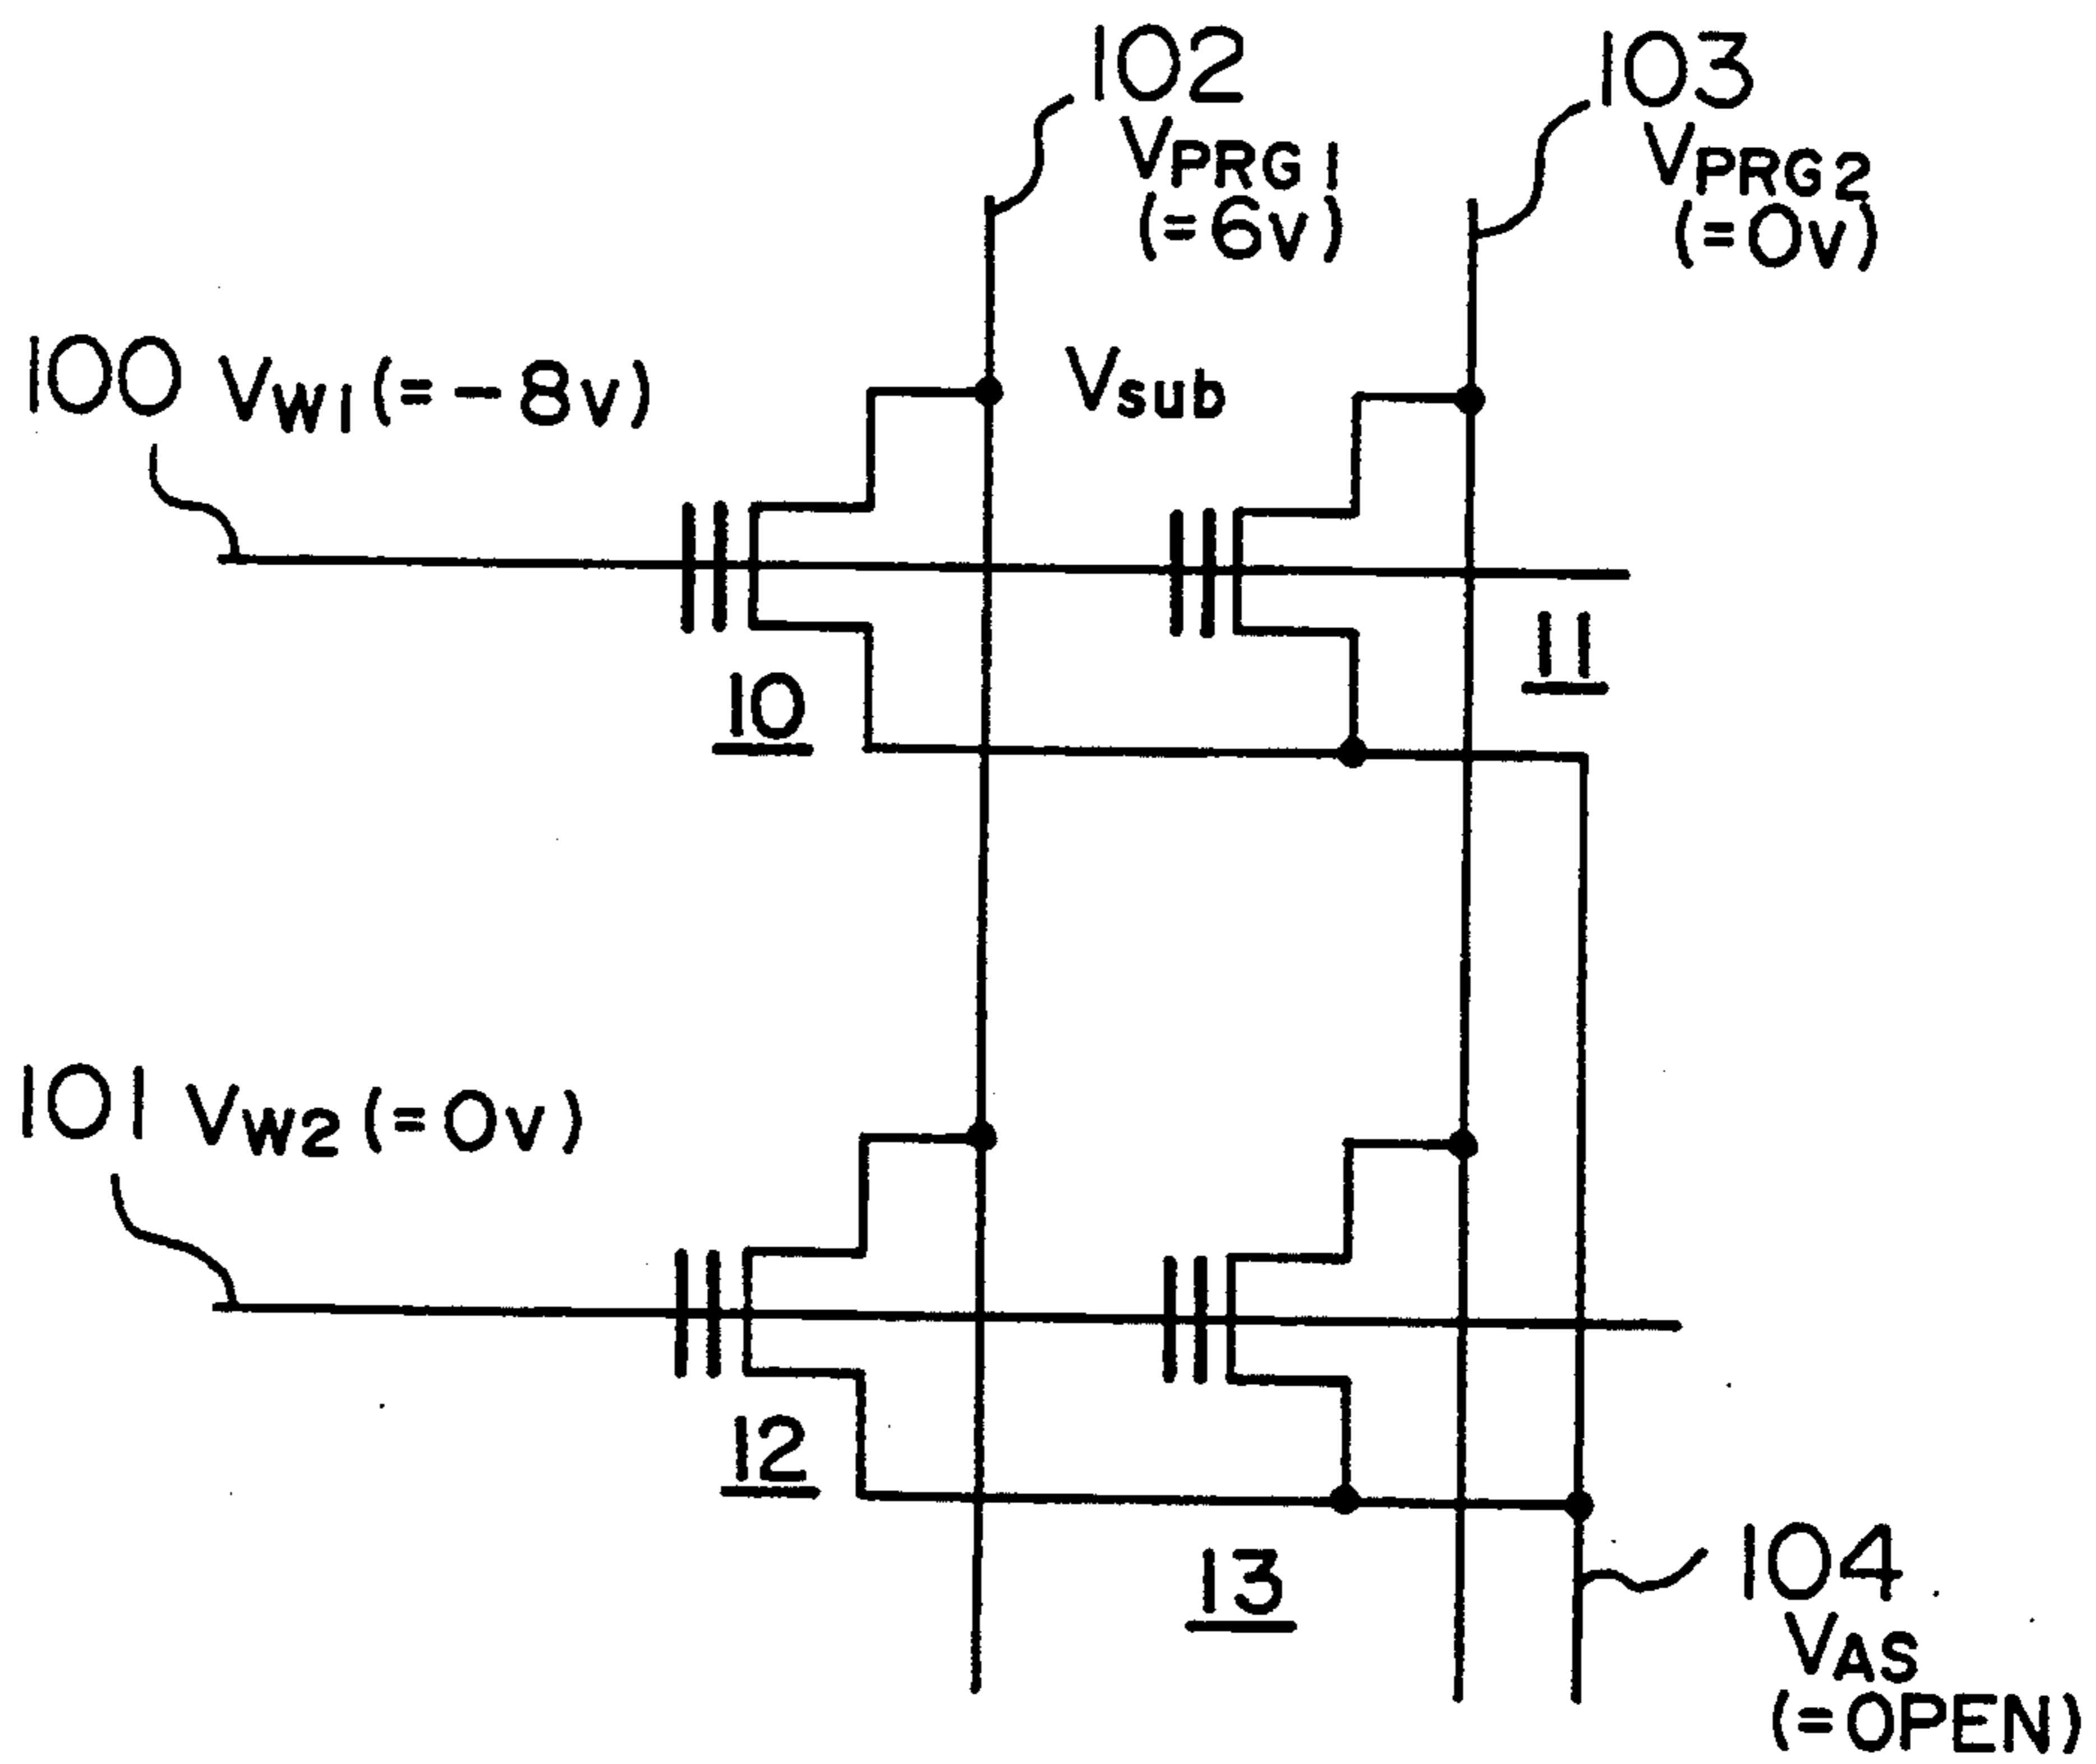 102
VPRG1
(=6V)
103
VPRG2
(=0V)
100 VW1 (=-8V)
Vsub
11
10
101 VW2 (=0V)
12
13
104
VAS
(=OPEN)